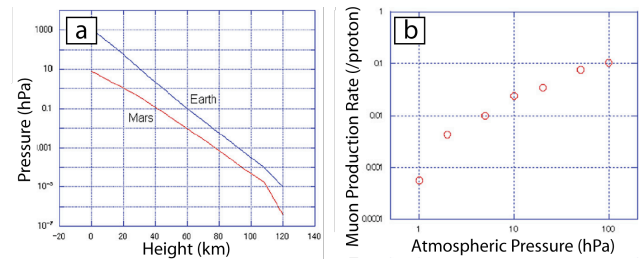 a
Pressure (hPa)
1000
10
0.1
.001
10⁻⁵
10⁻⁷
Earth
Mars
-20 0 20 40 60 80 100 120 140
Height (km)
b
Muon Production Rate (/proton)
1
0.1
0.01
0.001
0.0001
1 10 100
Atmospheric Pressure (hPa)